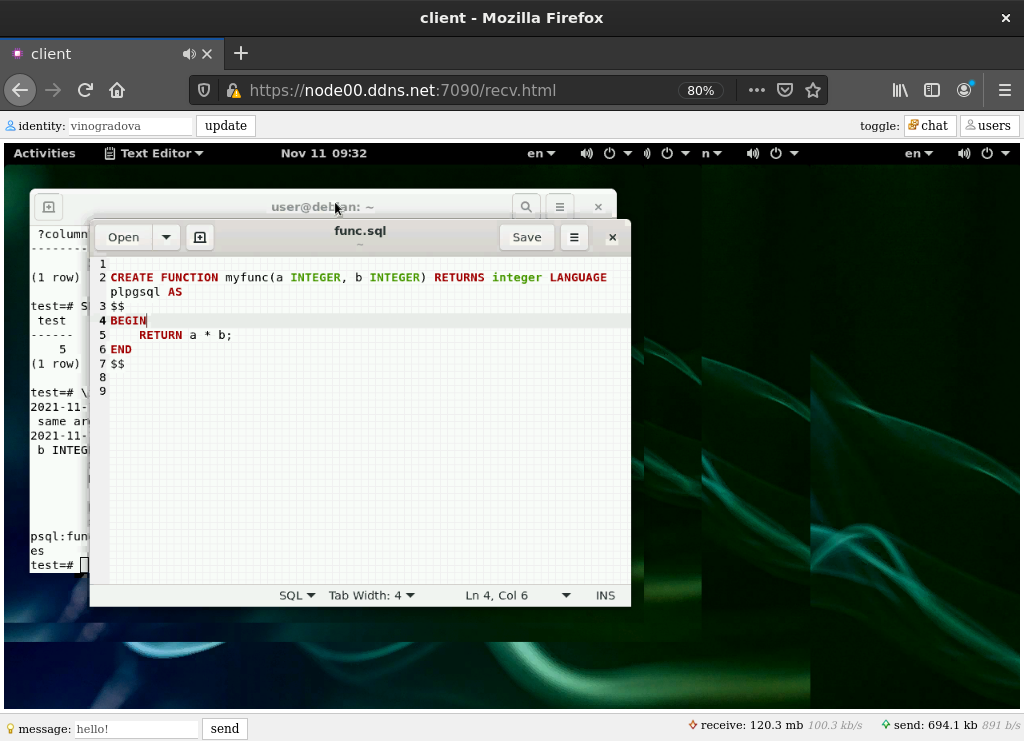 client - Mozilla Firefox
client
https://node00.ddns.net:7090/recv.html
80%
identity: vinogradova
update
toggle: chat users
Activities Text Editor Nov 11 09:32 en n en
user@debian: ~
Open func.sql Save
~
?column
--------
(1 row)
test=# S
test
------
5
(1 row)
test=# \
2021-11-
same ar
2021-11-
b INTEG
psql:fun
es
test=#
1
2 CREATE FUNCTION myfunc(a INTEGER, b INTEGER) RETURNS integer LANGUAGE
plpgsql AS
3 $$
4 BEGIN
5 RETURN a * b;
6 END
7 $$
8
9
SQL Tab Width: 4 Ln 4, Col 6 INS
message: hello! send
receive: 120.3 mb 100.3 kb/s send: 694.1 kb 891 b/s